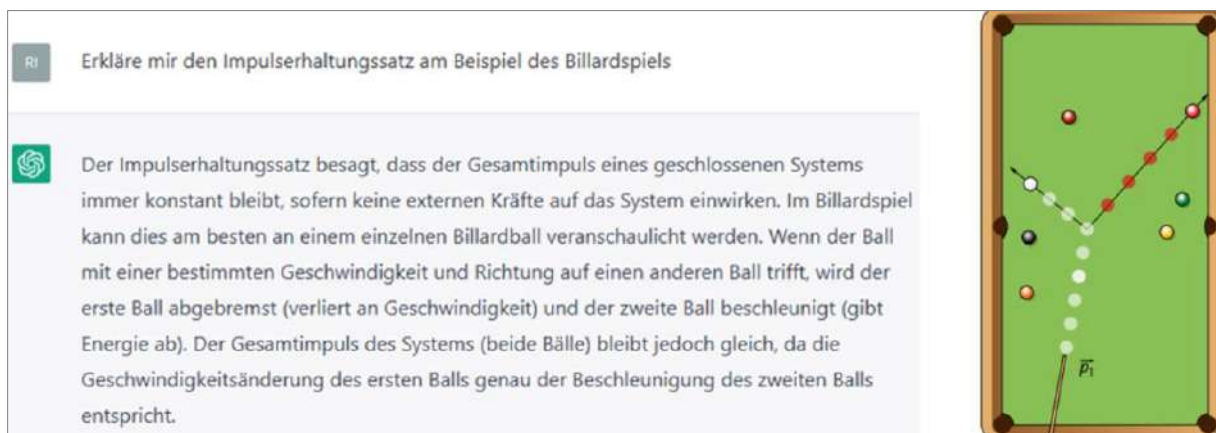 RI
Erkläre mir den Impulserhaltungssatz am Beispiel des Billardspiels
Der Impulserhaltungssatz besagt, dass der Gesamtimpuls eines geschlossenen Systems
immer konstant bleibt, sofern keine externen Kräfte auf das System einwirken. Im Billardspiel
kann dies am besten an einem einzelnen Billardball veranschaulicht werden. Wenn der Ball
mit einer bestimmten Geschwindigkeit und Richtung auf einen anderen Ball trifft, wird der
erste Ball abgebremst (verliert an Geschwindigkeit) und der zweite Ball beschleunigt (gibt
Energie ab). Der Gesamtimpuls des Systems (beide Bälle) bleibt jedoch gleich, da die
Geschwindigkeitsänderung des ersten Balls genau der Beschleunigung des zweiten Balls
entspricht.
p⃗₁